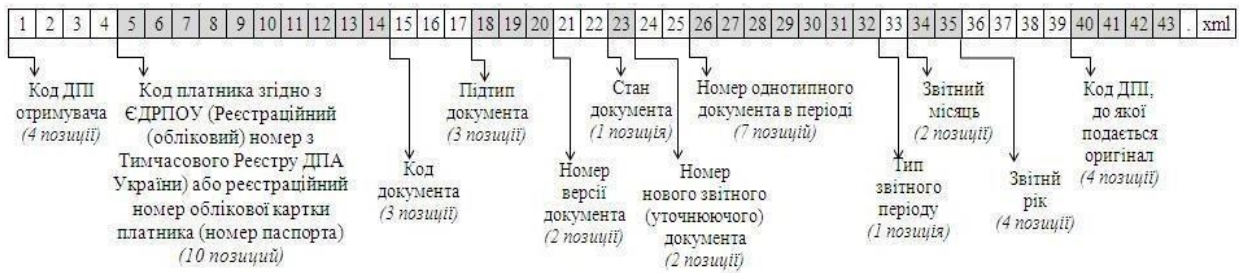 1 2 3 4 5 6 7 8 9 10 11 12 13 14 15 16 17 18 19 20 21 22 23 24 25 26 27 28 29 30 31 32 33 34 35 36 37 38 39 40 41 42 43 . xml
Код ДПІ
отримувача
(4 позиції)
Код платника згідно з
ЄДРПОУ (Реєстраційний
(обліковий) номер з
Тимчасового Реєстру ДПА
України) або реєстраційний
номер облікової картки
платника (номер паспорта)
(10 позиций)
Код
документа
(3 позиції)
Підтип
документа
(3 позиції)
Номер
версії
документа
(2 позиції)
Стан
документа
(1 позиція)
Номер
нового звітного
(уточнюючого)
документа
(2 позиції)
Номер однотипного
документа в періоді
(7 позицій)
Тип
звітного
періоду
(1 позиція)
Звітний
місяць
(2 позиції)
Звітнй
рік
(4 позиції)
Код ДПІ,
до якої
подається
оригінал
(4 позиції)